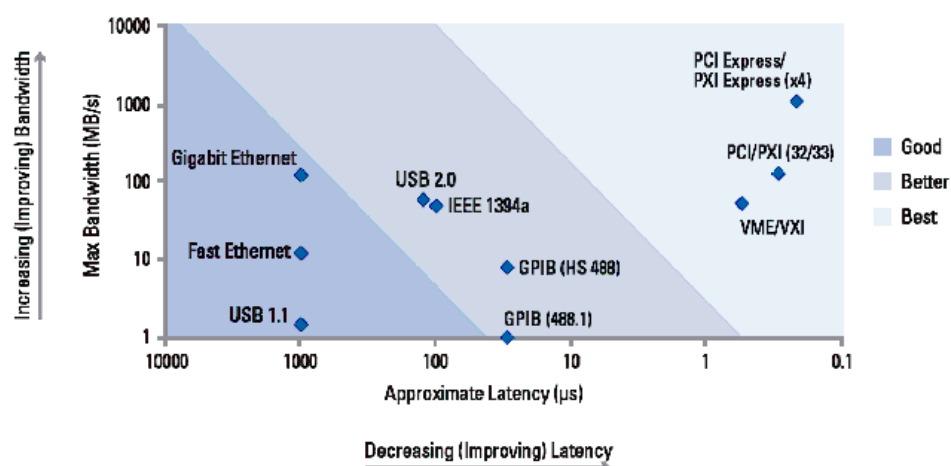 Increasing (Improving) Bandwidth
Max Bandwidth (MB/s)
10000
1000
100
10
1
PCI Express/
PXI Express (x4)
Gigabit Ethernet
PCI/PXI (32/33)
USB 2.0
IEEE 1394a
VME/VXI
Fast Ethernet
GPIB (HS 488)
USB 1.1
GPIB (488.1)
Good
Better
Best
10000 1000 100 10 1 0.1
Approximate Latency (µs)
Decreasing (Improving) Latency